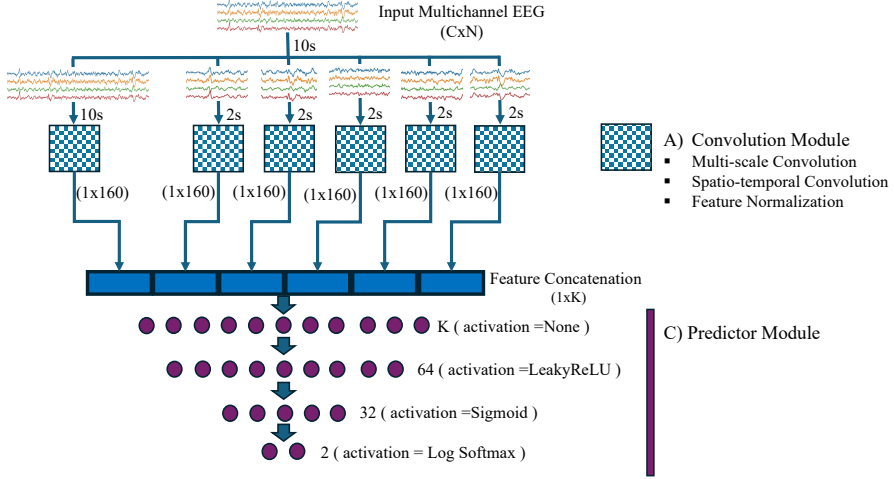 Input Multichannel EEG
(CxN)
10s
10s
2s
2s
2s
2s
2s
A) Convolution Module
▪ Multi-scale Convolution
▪ Spatio-temporal Convolution
▪ Feature Normalization
(1x160)
(1x160)
(1x160)
(1x160)
(1x160)
(1x160)
Feature Concatenation
(1xK)
K ( activation =None)
C) Predictor Module
64 ( activation =LeakyReLU )
32 ( activation =Sigmoid)
2 ( activation = Log Softmax)